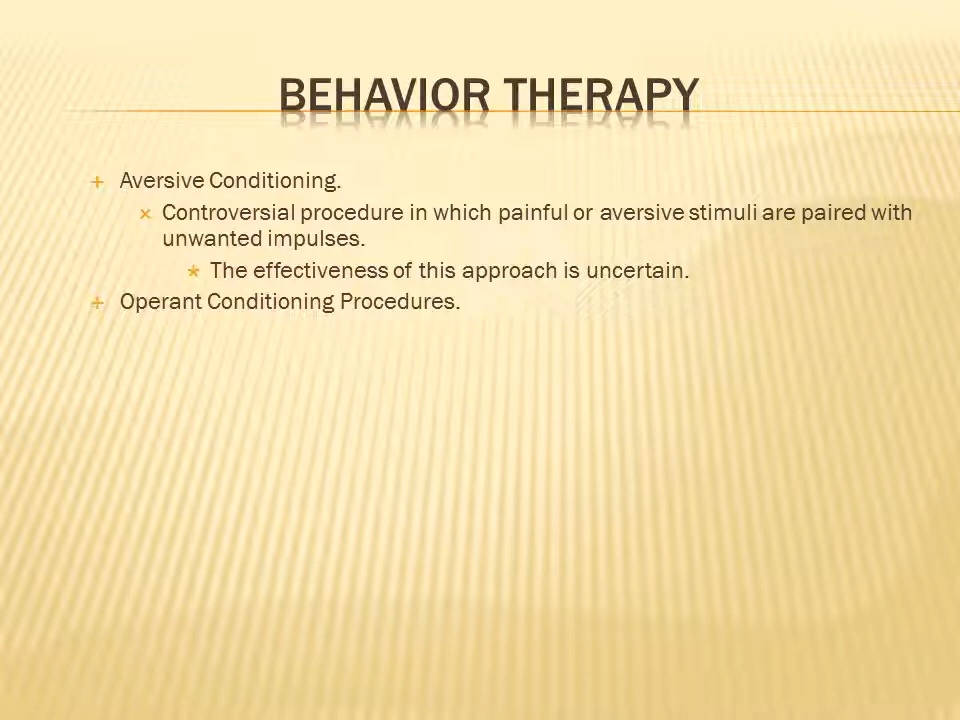 BEHAVIOR THERAPY
Aversive Conditioning.
Controversial procedure in which painful or aversive stimuli are paired with
unwanted impulses.
The effectiveness of this approach is uncertain.
Operant Conditioning Procedures.